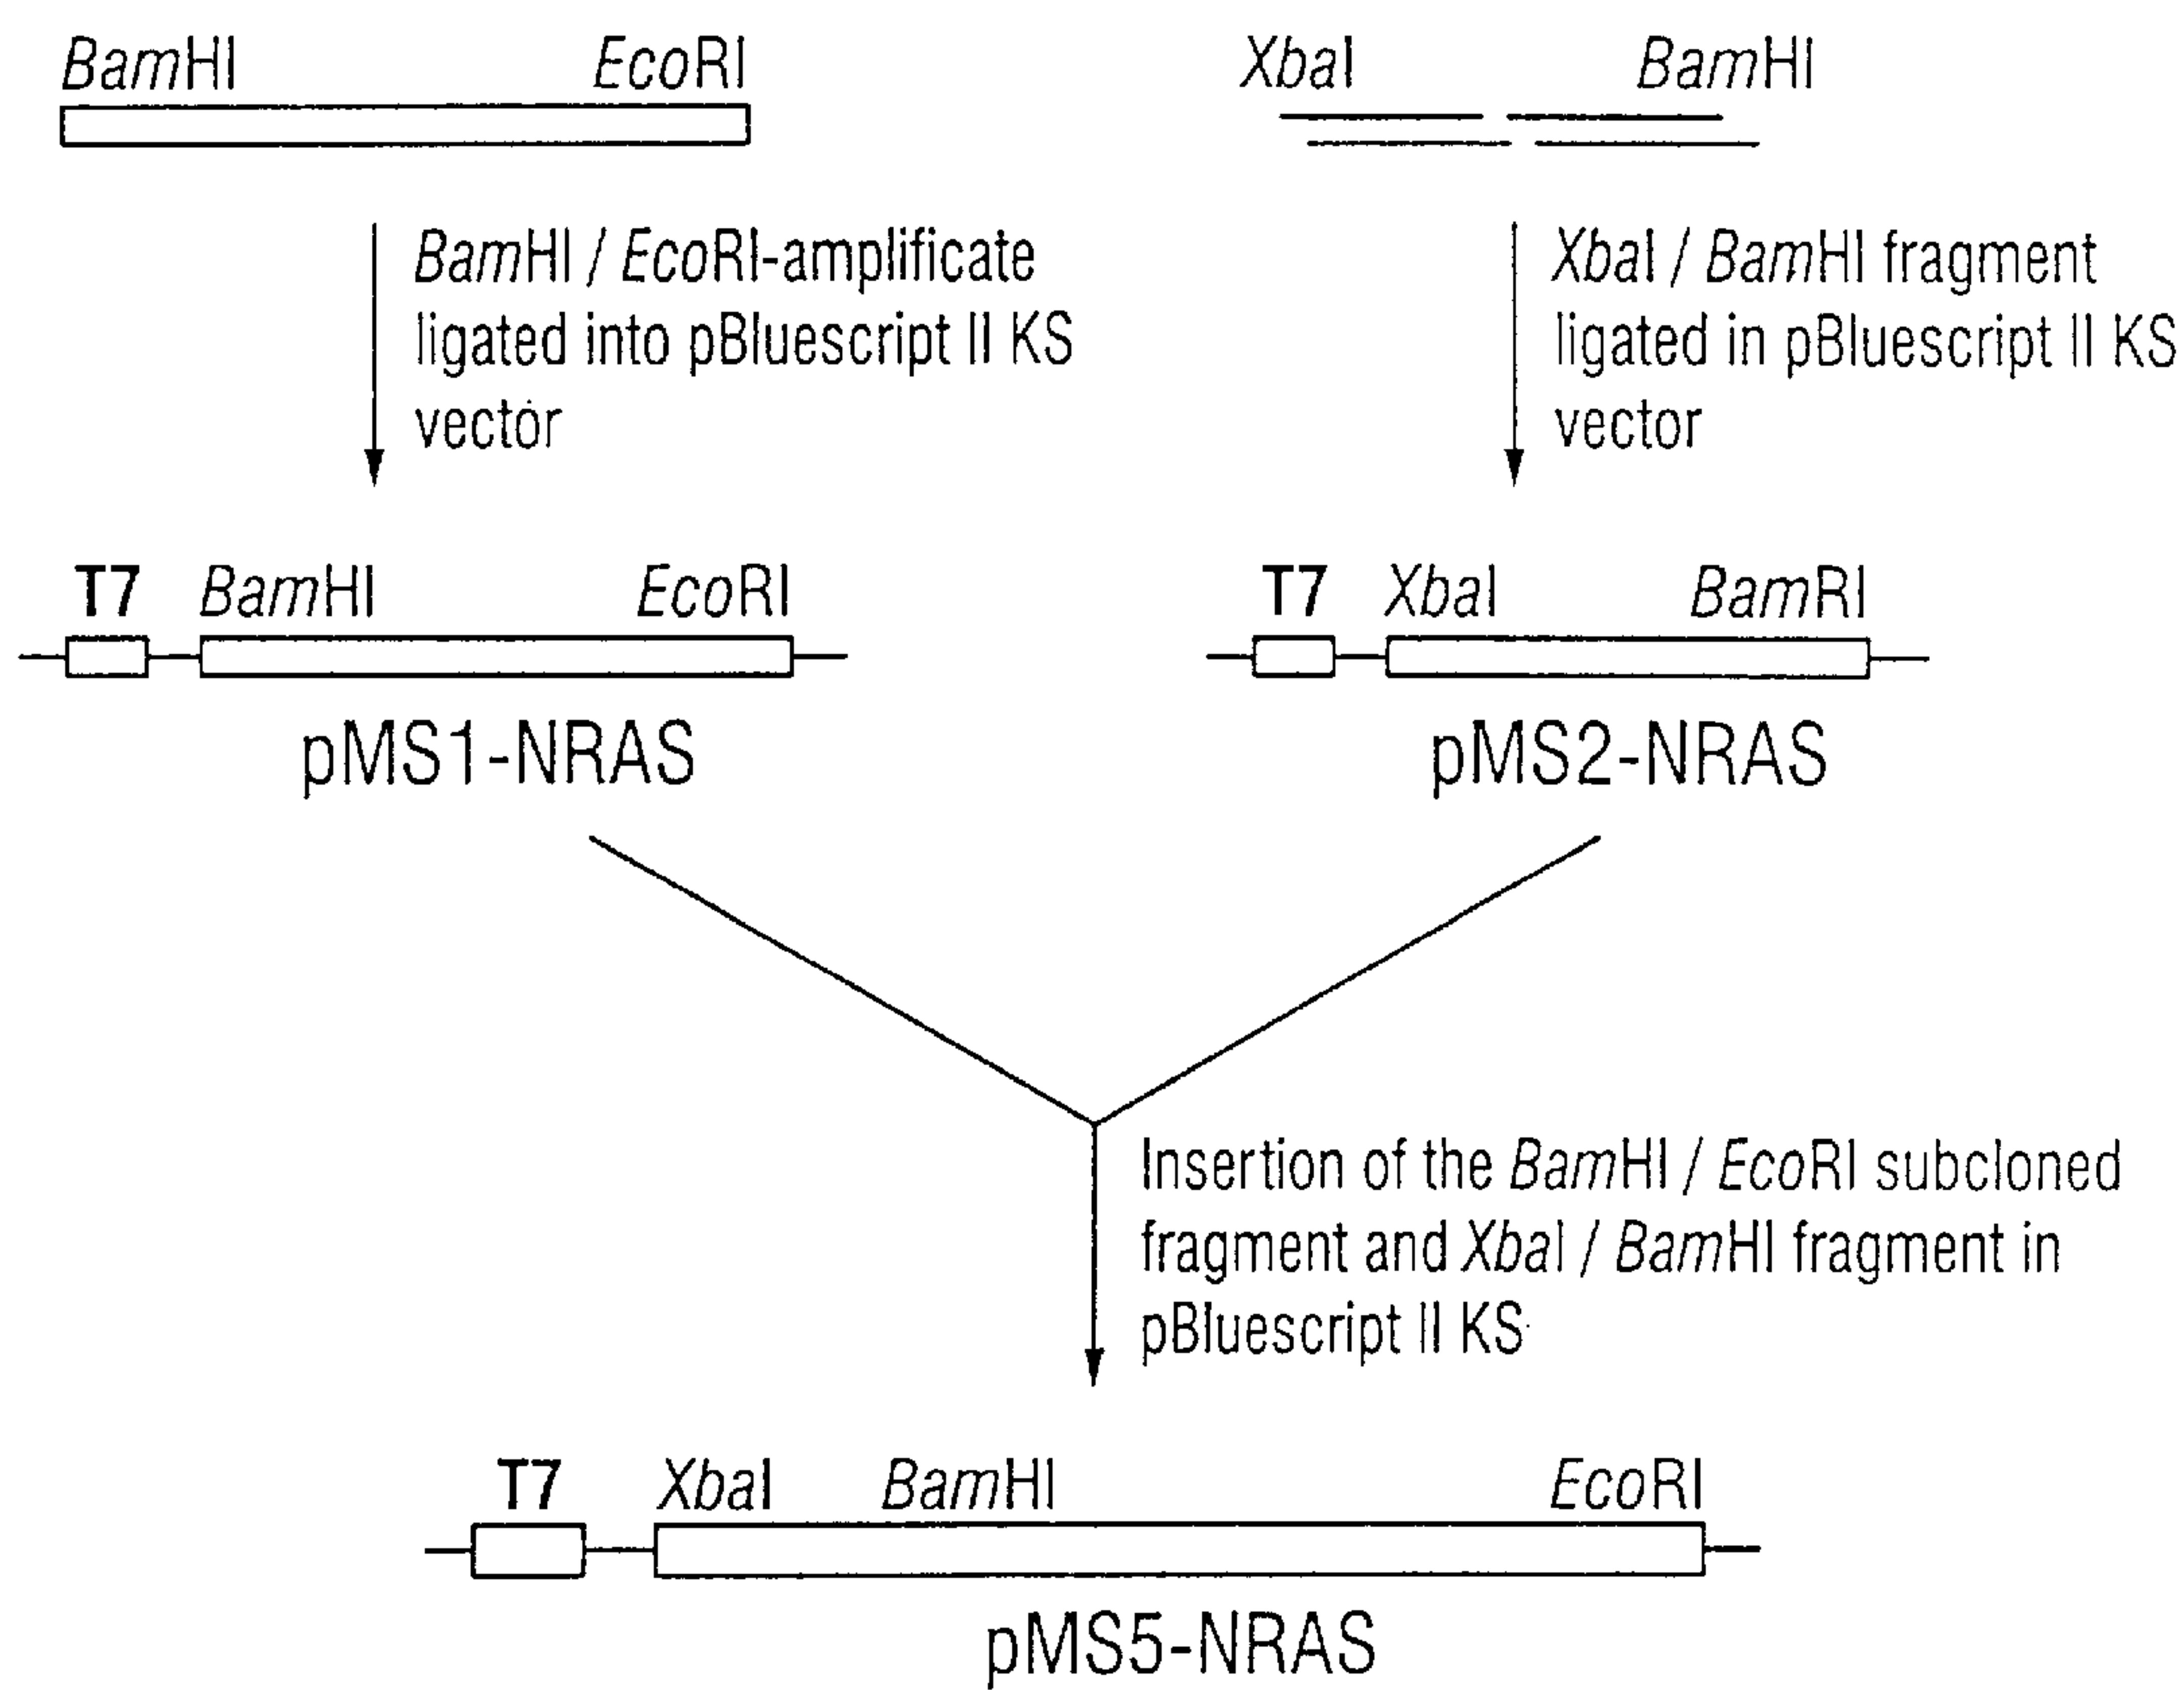 BamHI EcoRI
XbaI BamHI
BamHI / EcoRI-amplificate
ligated into pBluescript II KS
vector
XbaI / BamHI fragment
ligated in pBluescript II KS
vector
T7 BamHI EcoRI
pMS1-NRAS
T7 XbaI BamRI
pMS2-NRAS
Insertion of the BamHI / EcoRI subcloned
fragment and XbaI / BamHI fragment in
pBluescript II KS
T7 XbaI BamHI EcoRI
pMS5-NRAS